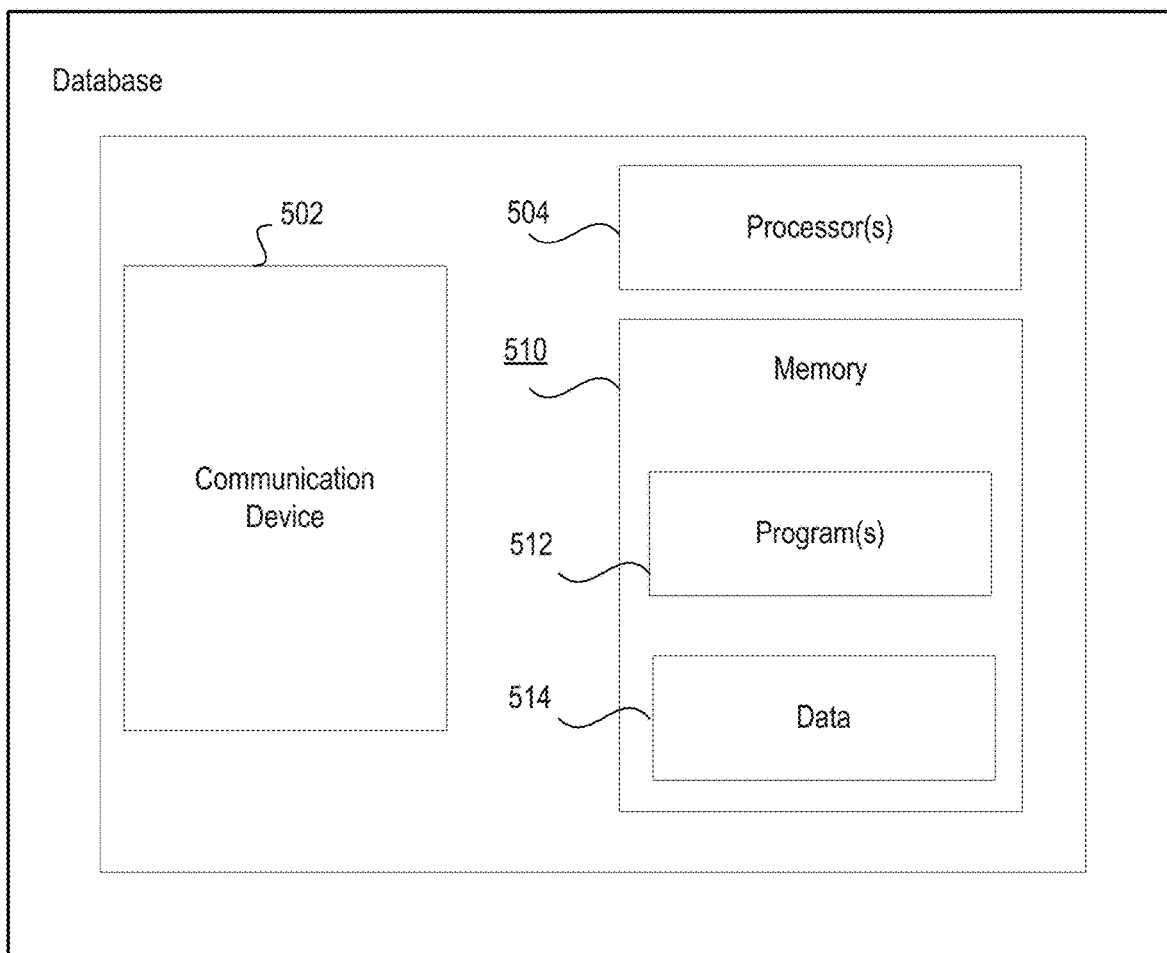 Database
502
504
Processor(s)
510
Memory
Communication
Device
512
Program(s)
514
Data